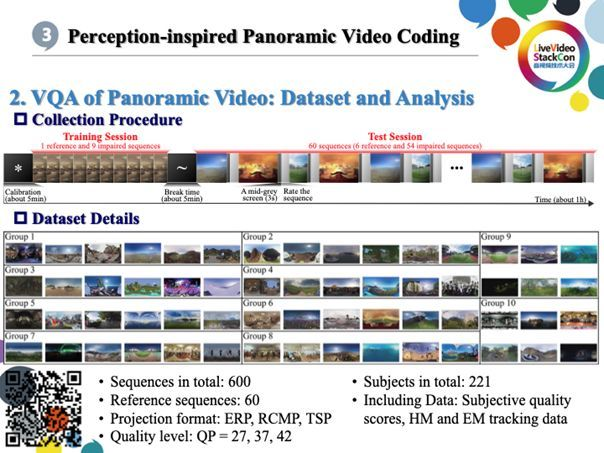 3 Perception-inspired Panoramic Video Coding
LiveVideo
StackCon
音视频技术大会
2. VQA of Panoramic Video: Dataset and Analysis
Collection Procedure
Training Session
1 reference and 9 impaired sequences
Test Session
60 sequences (6 reference and 54 impaired sequences)
* ~ ...
Calibration
(about 5min)
Break time
(about 5min)
A mid-grey
screen (3s)
Rate the
sequence
Time (about 1h)
Dataset Details
Group 1 Group 2 Group 9
Group 3 Group 4
Group 5 Group 6 Group 10
Group 7 Group 8
• Sequences in total: 600
• Reference sequences: 60
• Projection format: ERP, RCMP, TSP
• Quality level: QP = 27, 37, 42
• Subjects in total: 221
• Including Data: Subjective quality
scores, HM and EM tracking data